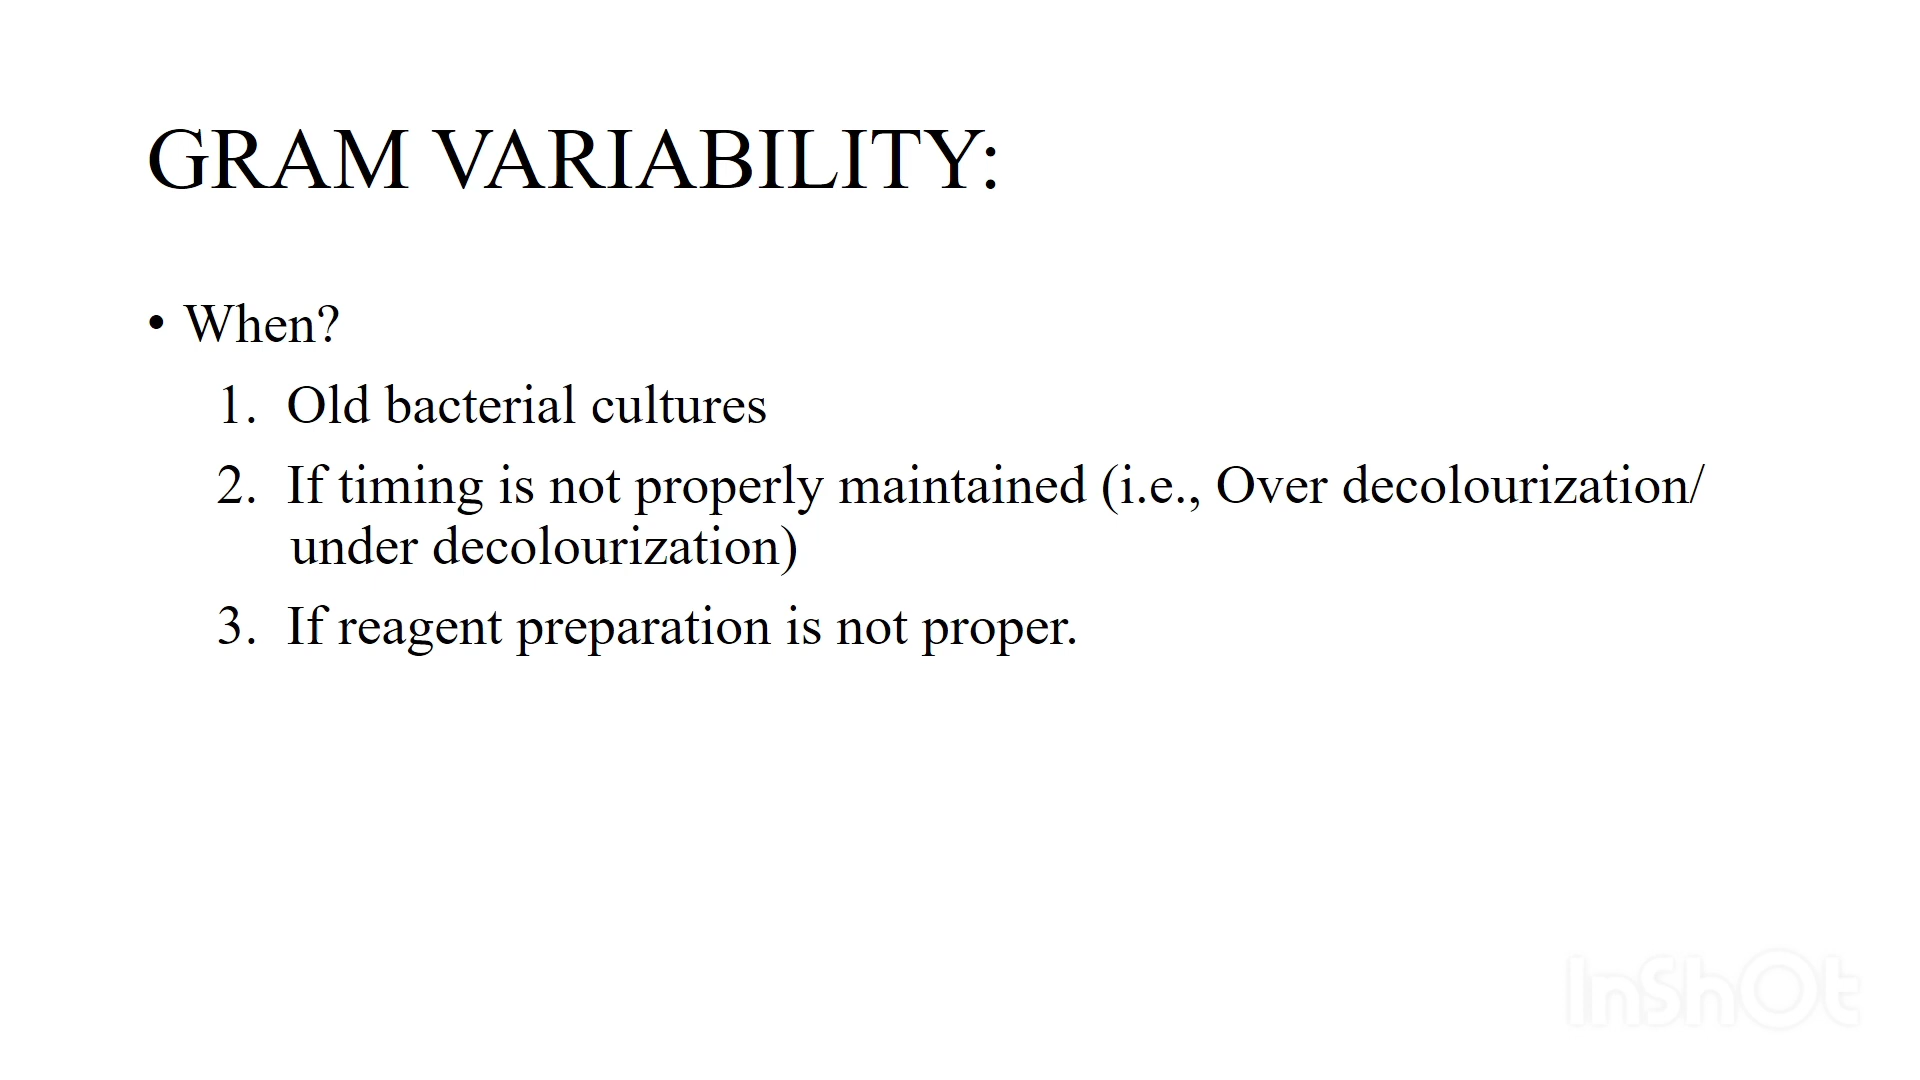 GRAM VARIABILITY:
• When?
1. Old bacterial cultures
2. If timing is not properly maintained (i.e., Over decolourization/
under decolourization)
3. If reagent preparation is not proper.
InShOt